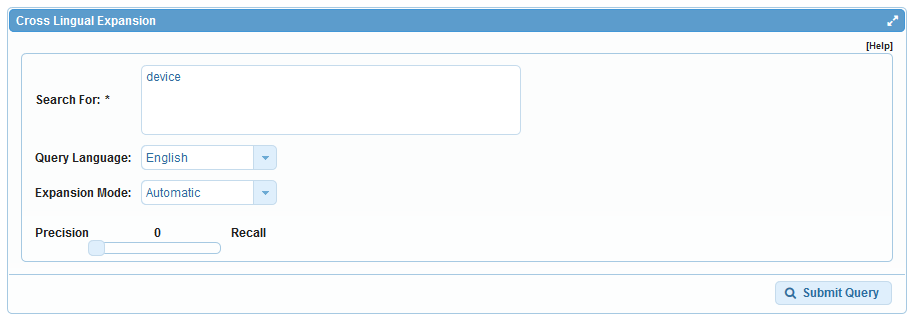 Cross Lingual Expansion
[Help]
Search For: *
device
Query Language: English
Expansion Mode: Automatic
Precision 0 Recall
Submit Query